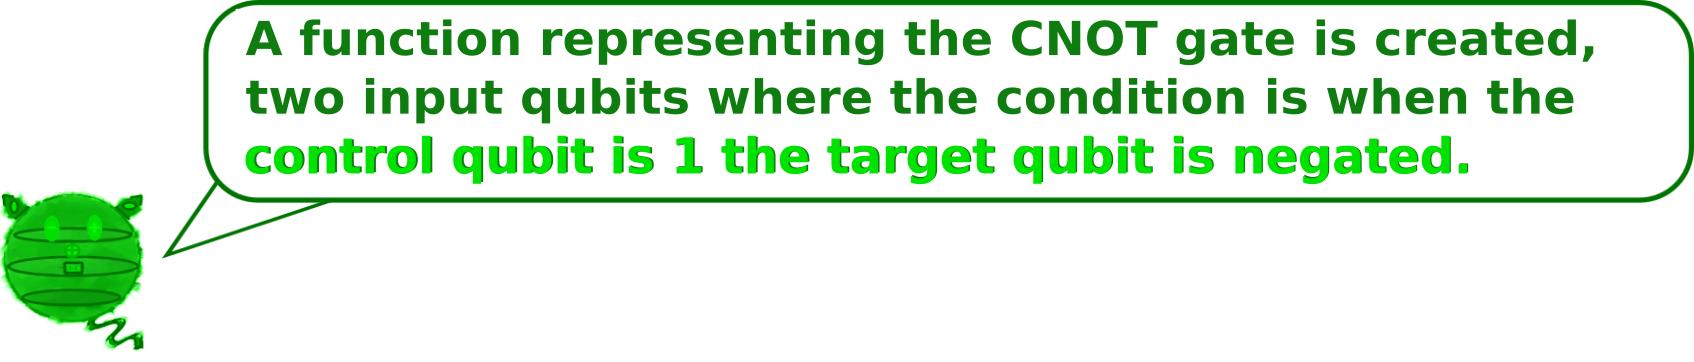 A function representing the CNOT gate is created,
two input qubits where the condition is when the
control qubit is 1 the target qubit is negated.